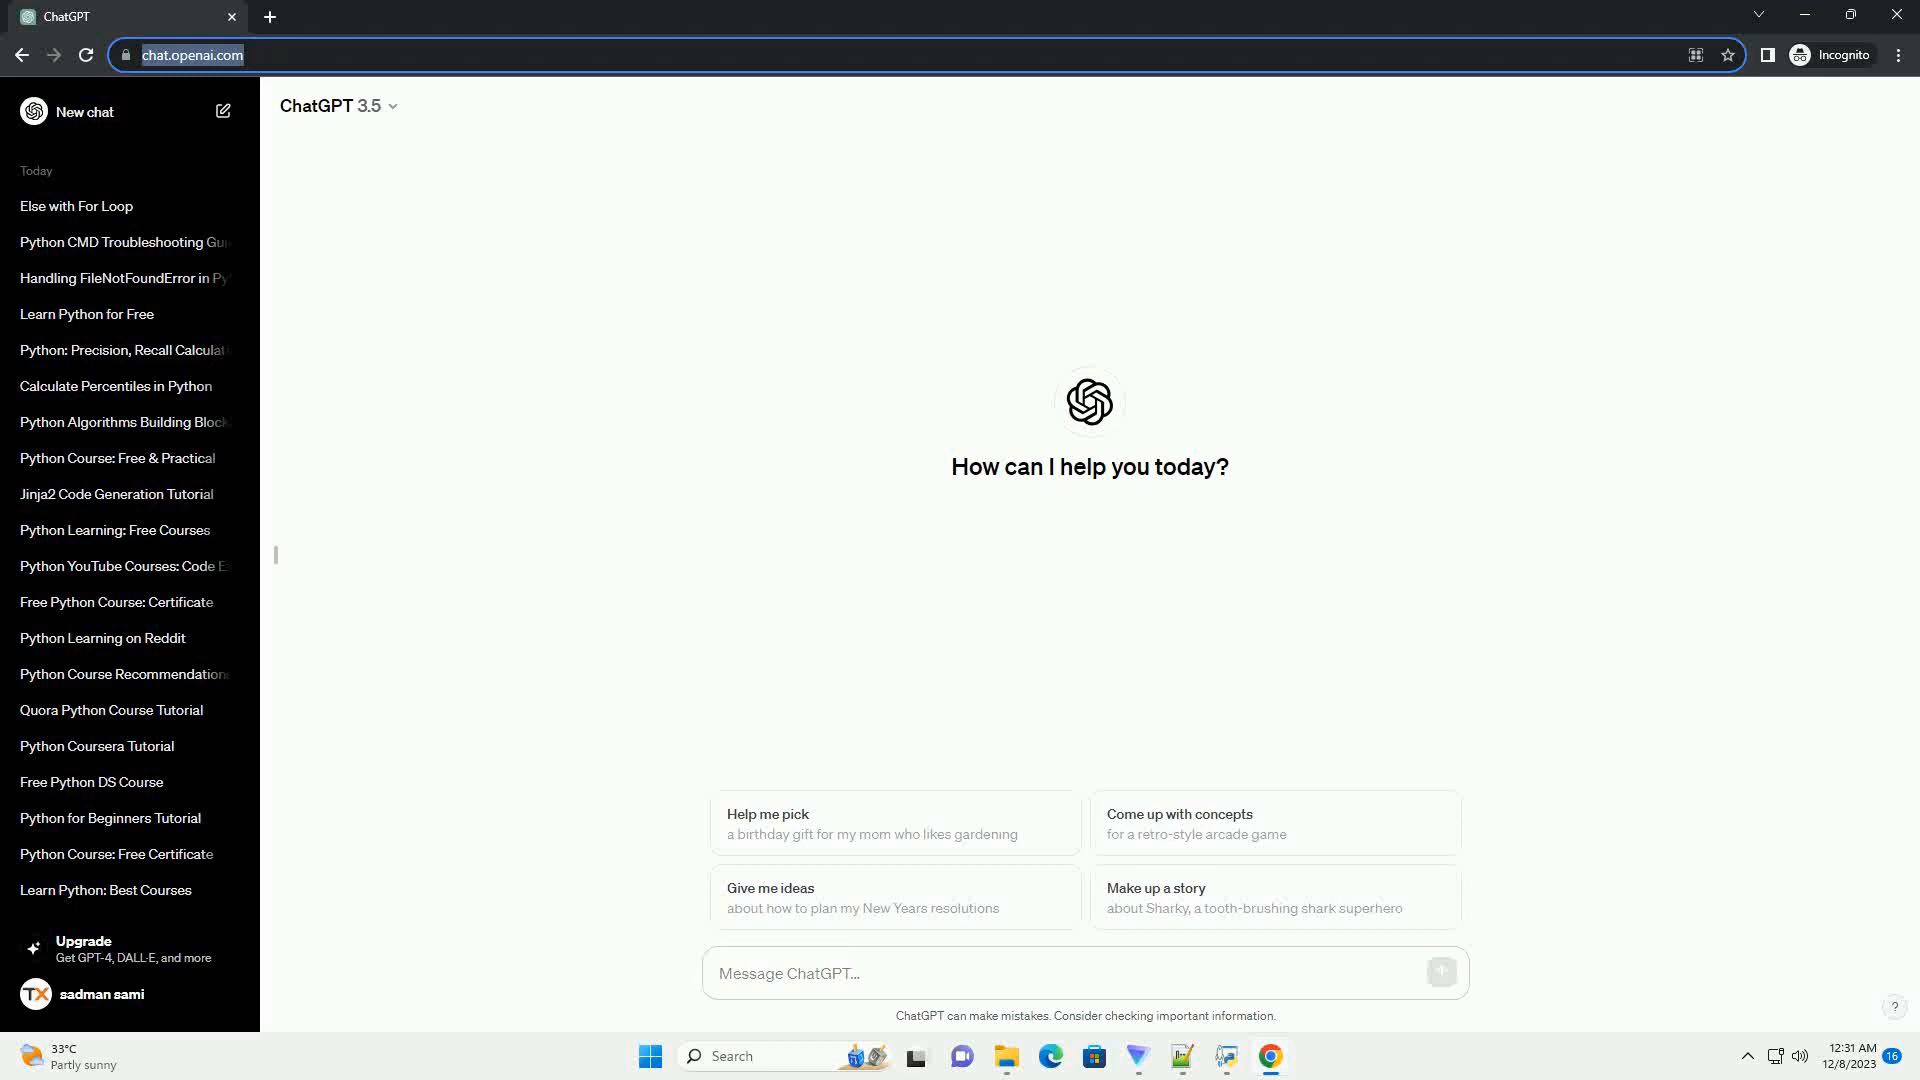 ChatGPT
chat.openai.com
Incognito
New chat
ChatGPT 3.5
Today
Else with For Loop
Python CMD Troubleshooting Gu
Handling FileNotFoundError in Py
Learn Python for Free
Python: Precision, Recall Calculat
Calculate Percentiles in Python
Python Algorithms Building Block
Python Course: Free & Practical
Jinja2 Code Generation Tutorial
Python Learning: Free Courses
Python YouTube Courses: Code E
Free Python Course: Certificate
Python Learning on Reddit
Python Course Recommendation
Quora Python Course Tutorial
Python Coursera Tutorial
Free Python DS Course
Python for Beginners Tutorial
Python Course: Free Certificate
Learn Python: Best Courses
Upgrade
Get GPT-4, DALL·E, and more
TX
sadman sami
How can I help you today?
Help me pick
a birthday gift for my mom who likes gardening
Come up with concepts
for a retro-style arcade game
Give me ideas
about how to plan my New Years resolutions
Make up a story
about Sharky, a tooth-brushing shark superhero
Message ChatGPT...
ChatGPT can make mistakes. Consider checking important information.
?
33°C
Partly sunny
Search
12:31 AM
12/8/2023
16